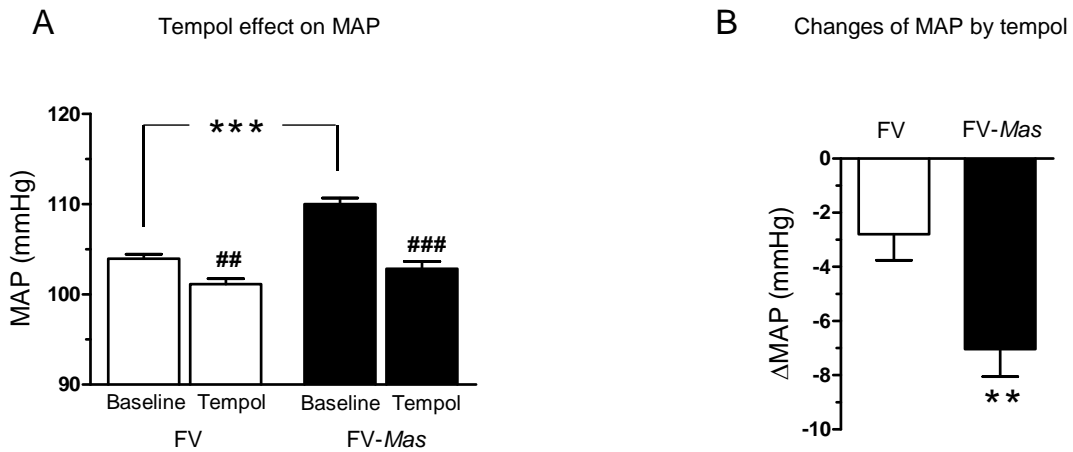 A
Tempol effect on MAP
MAP (mmHg)
120
110
100
90
***
##
###
Baseline
Tempol
Baseline
Tempol
FV
FV-Mas
B
Changes of MAP by tempol
FV
FV-Mas
ΔMAP (mmHg)
0
-2
-4
-6
-8
-10
**